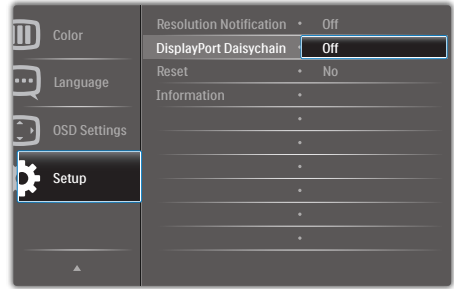 Color
Language
OSD Settings
Setup
Resolution Notification • Off
DisplayPort Daisychain • Off
Reset • No
Information •
•
•
•
•
•
•